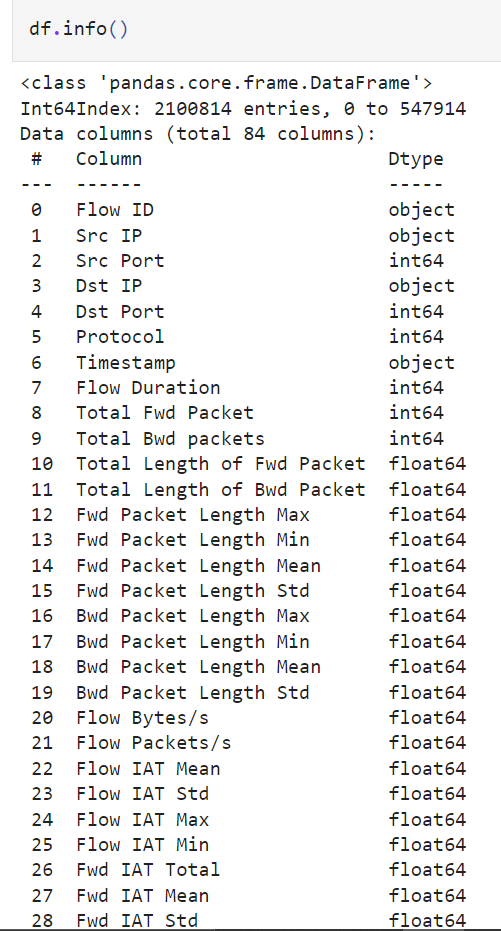 df.info()
<class 'pandas.core.frame.DataFrame'>
Int64Index: 2100814 entries, 0 to 547914
Data columns (total 84 columns):
 #   Column                      Dtype
---  ------                      -----
 0   Flow ID                     object
 1   Src IP                      object
 2   Src Port                    int64
 3   Dst IP                      object
 4   Dst Port                    int64
 5   Protocol                    int64
 6   Timestamp                   object
 7   Flow Duration               int64
 8   Total Fwd Packet            int64
 9   Total Bwd packets           int64
 10  Total Length of Fwd Packet  float64
 11  Total Length of Bwd Packet  float64
 12  Fwd Packet Length Max       float64
 13  Fwd Packet Length Min       float64
 14  Fwd Packet Length Mean      float64
 15  Fwd Packet Length Std       float64
 16  Bwd Packet Length Max       float64
 17  Bwd Packet Length Min       float64
 18  Bwd Packet Length Mean      float64
 19  Bwd Packet Length Std       float64
 20  Flow Bytes/s                float64
 21  Flow Packets/s              float64
 22  Flow IAT Mean               float64
 23  Flow IAT Std                float64
 24  Flow IAT Max                float64
 25  Flow IAT Min                float64
 26  Fwd IAT Total               float64
 27  Fwd IAT Mean                float64
 28  Fwd IAT Std                 float64